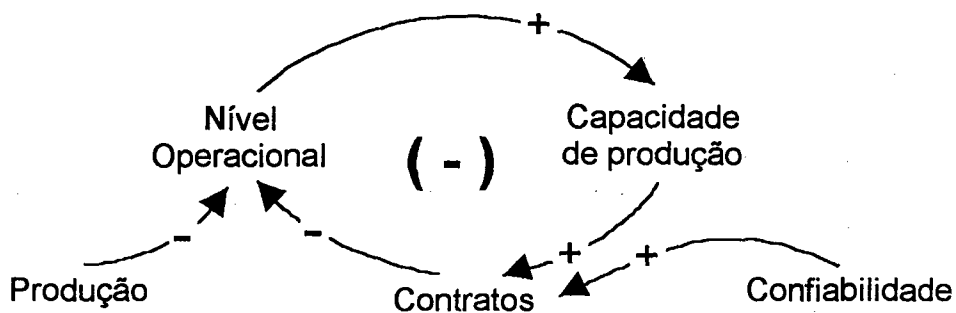 +
Nível
Operacional
( - )
Capacidade
de produção
-
-
+
+
Produção
Contratos
Confiabilidade